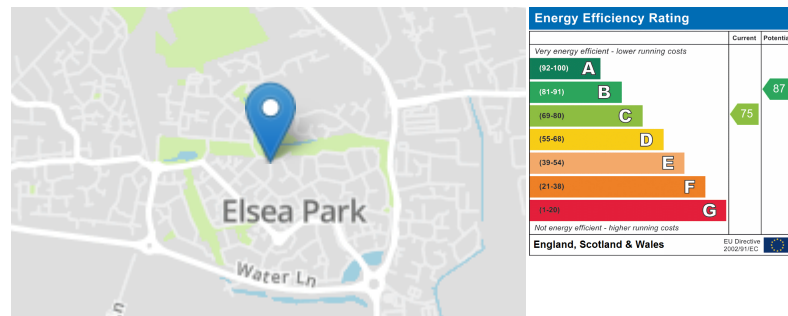 Elsea Park
Water Ln
Energy Efficiency Rating
Current Potentia
Very energy efficient - lower running costs
(92-100) A
(81-91) B
87
(69-80) C
75
(55-68) D
(39-54) E
(21-38) F
(1-20) G
Not energy efficient - higher running costs
England, Scotland & Wales
EU Directive
2002/91/EC